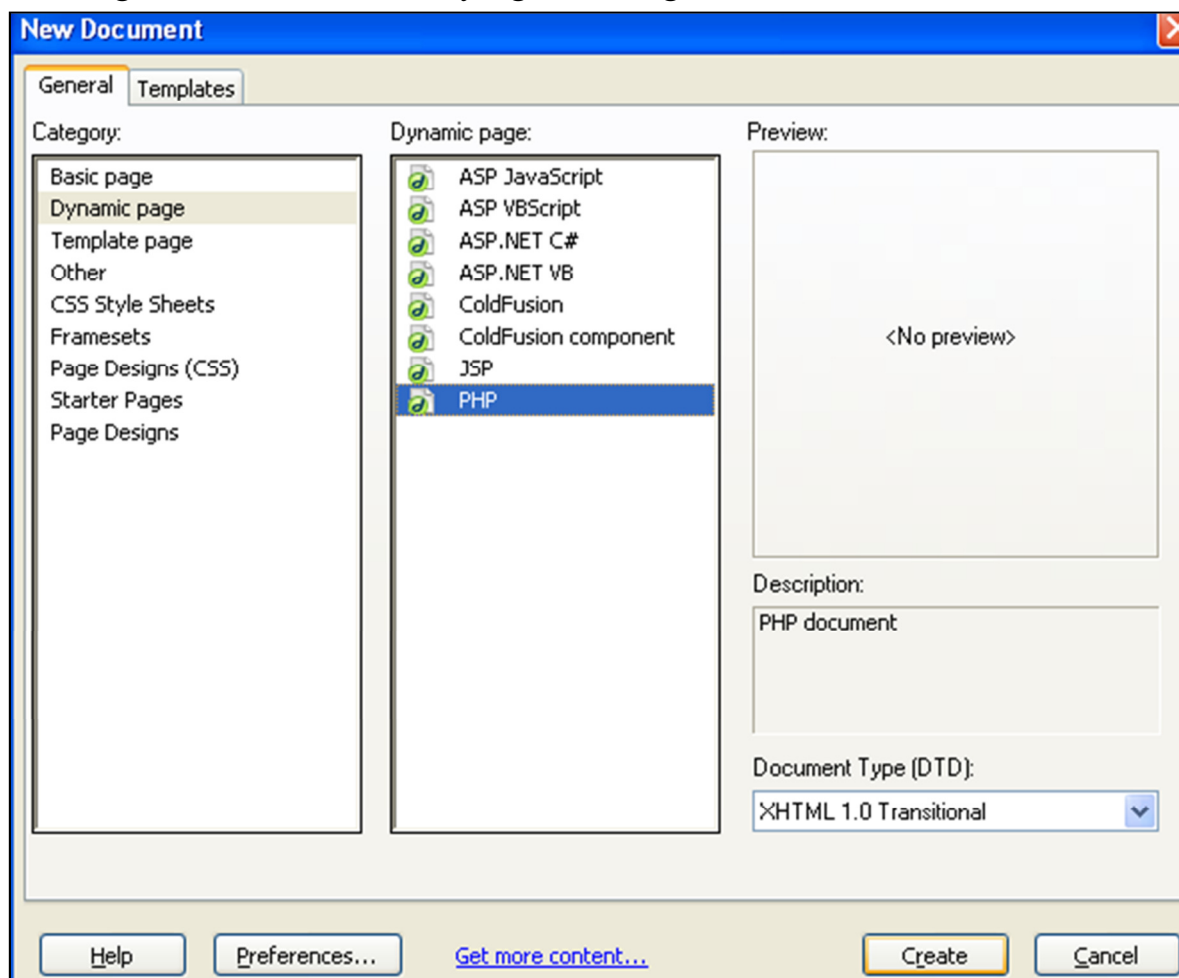 New Document
General Templates
Category:
Basic page
Dynamic page
Template page
Other
CSS Style Sheets
Framesets
Page Designs (CSS)
Starter Pages
Page Designs
Dynamic page:
ASP JavaScript
ASP VBScript
ASP.NET C#
ASP.NET VB
ColdFusion
ColdFusion component
JSP
PHP
Preview:
<No preview>
Description:
PHP document
Document Type (DTD):
XHTML 1.0 Transitional
Help Preferences... Get more content... Create Cancel